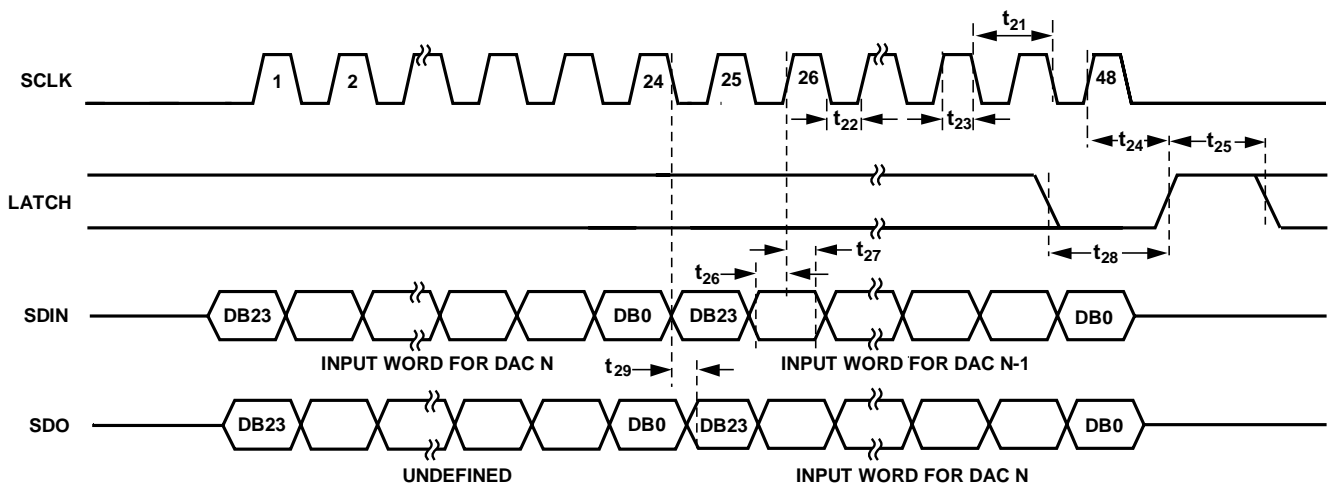 t21
SCLK 1 2 24 25 26 48
t22 t23 t24 t25
LATCH
t28
t27
t26
SDIN DB23 DB0 DB23 DB0
INPUT WORD FOR DAC N INPUT WORD FOR DAC N-1
t29
SDO DB23 DB0 DB23 DB0
UNDEFINED INPUT WORD FOR DAC N